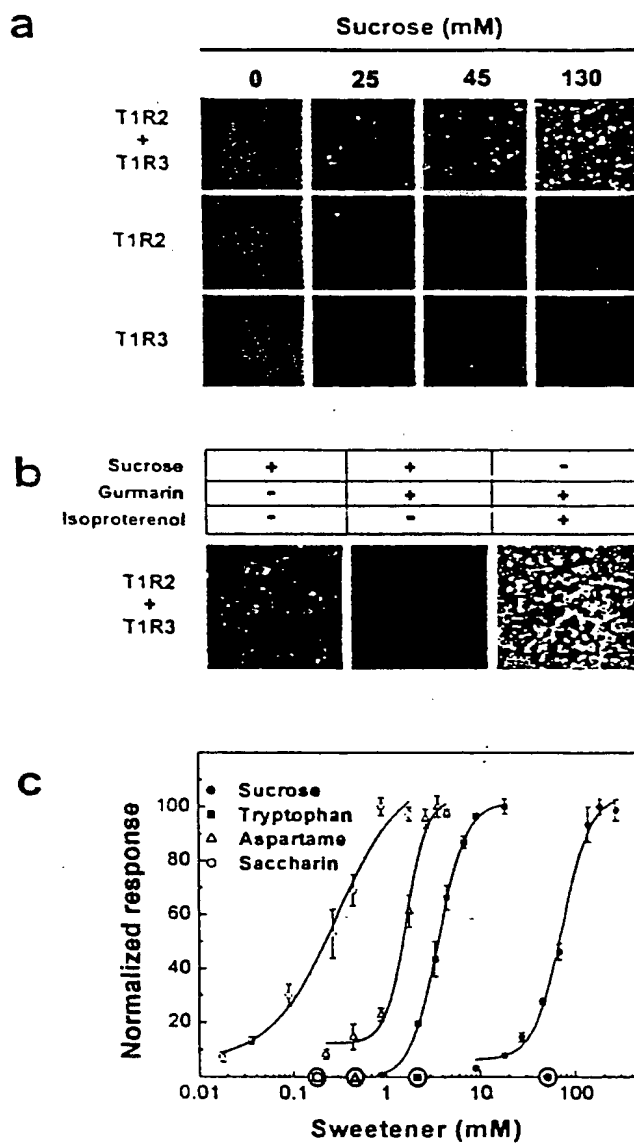 a
Sucrose (mM)
0 25 45 130
T1R2
+
T1R3
T1R2
T1R3
b
Sucrose + + -
Gurmarin - + +
Isoproterenol - - +
T1R2
+
T1R3
c
Sucrose
Tryptophan
Aspartame
Saccharin
Normalized response
100
80
60
40
20
0.01 0.1 1 10 100
Sweetener (mM)